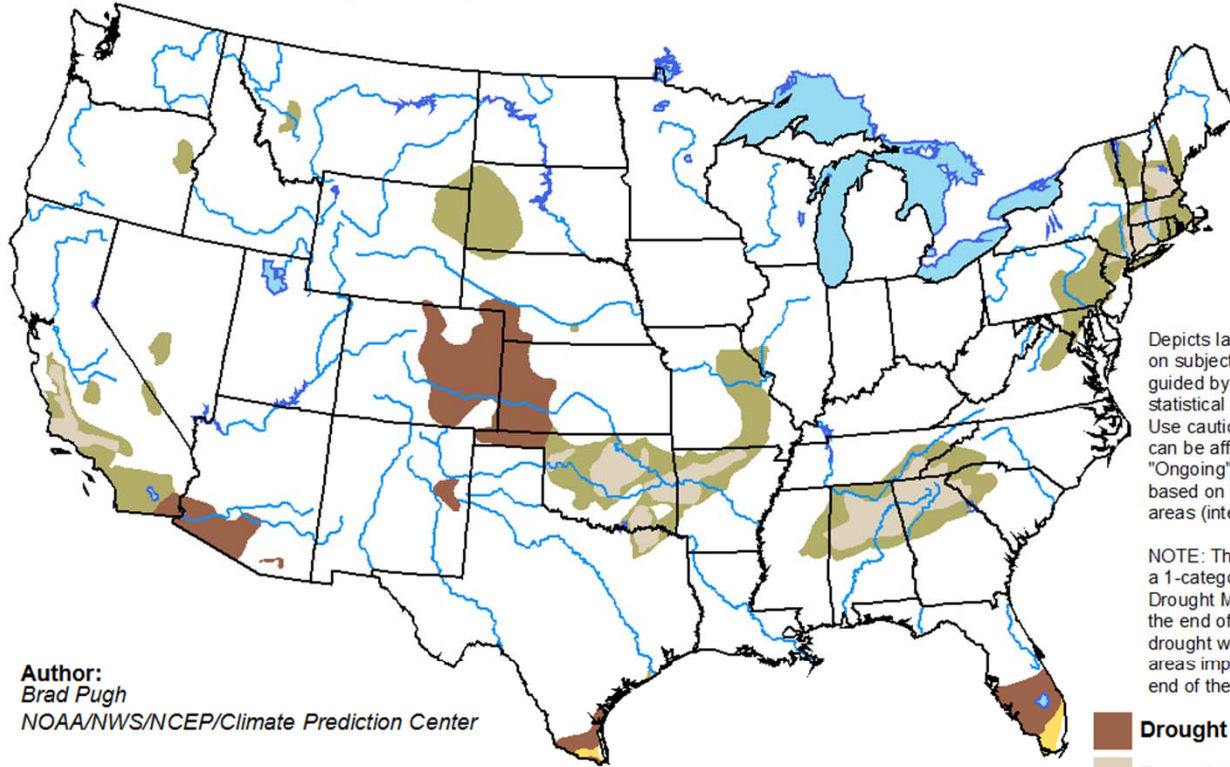 Depicts la
on subject
guided by
statistical
Use cautio
can be aff
"Ongoing"
based on
areas (inte
NOTE: Th
a 1-catego
Drought M
the end of
drought w
areas imp
end of the
Author:
Brad Pugh
NOAA/NWS/NCEP/Climate Prediction Center
Drought